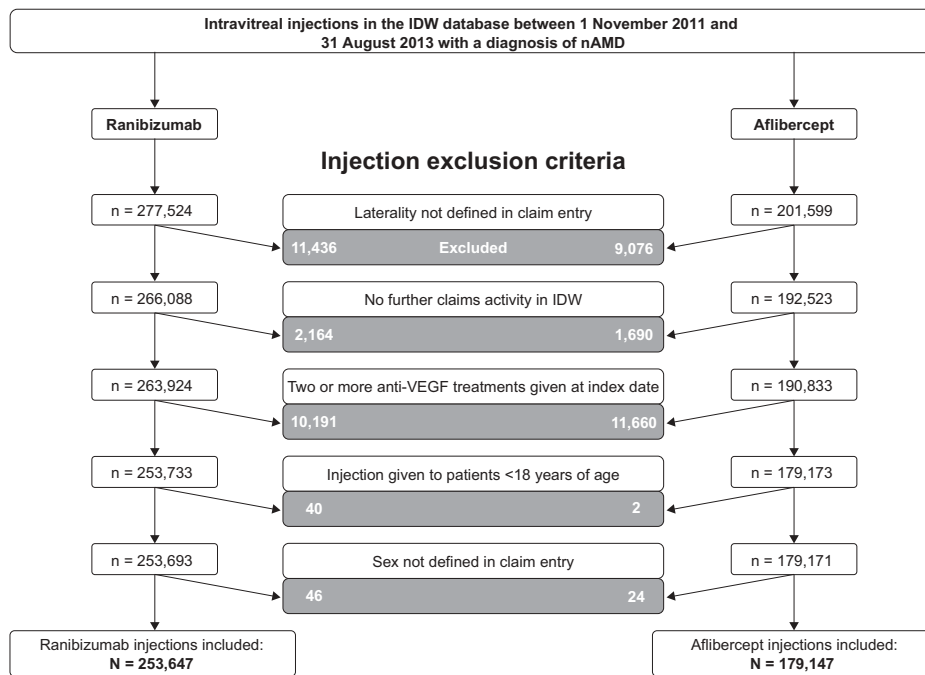 Intravitreal injections in the IDW database between 1 November 2011 and
31 August 2013 with a diagnosis of nAMD
Ranibizumab
Aflibercept
Injection exclusion criteria
n = 277,524
Laterality not defined in claim entry
n = 201,599
11,436 Excluded 9,076
n = 266,088
No further claims activity in IDW
n = 192,523
2,164 1,690
n = 263,924
Two or more anti-VEGF treatments given at index date
n = 190,833
10,191 11,660
n = 253,733
Injection given to patients <18 years of age
n = 179,173
40 2
n = 253,693
Sex not defined in claim entry
n = 179,171
46 24
Ranibizumab injections included:
N = 253,647
Aflibercept injections included:
N = 179,147